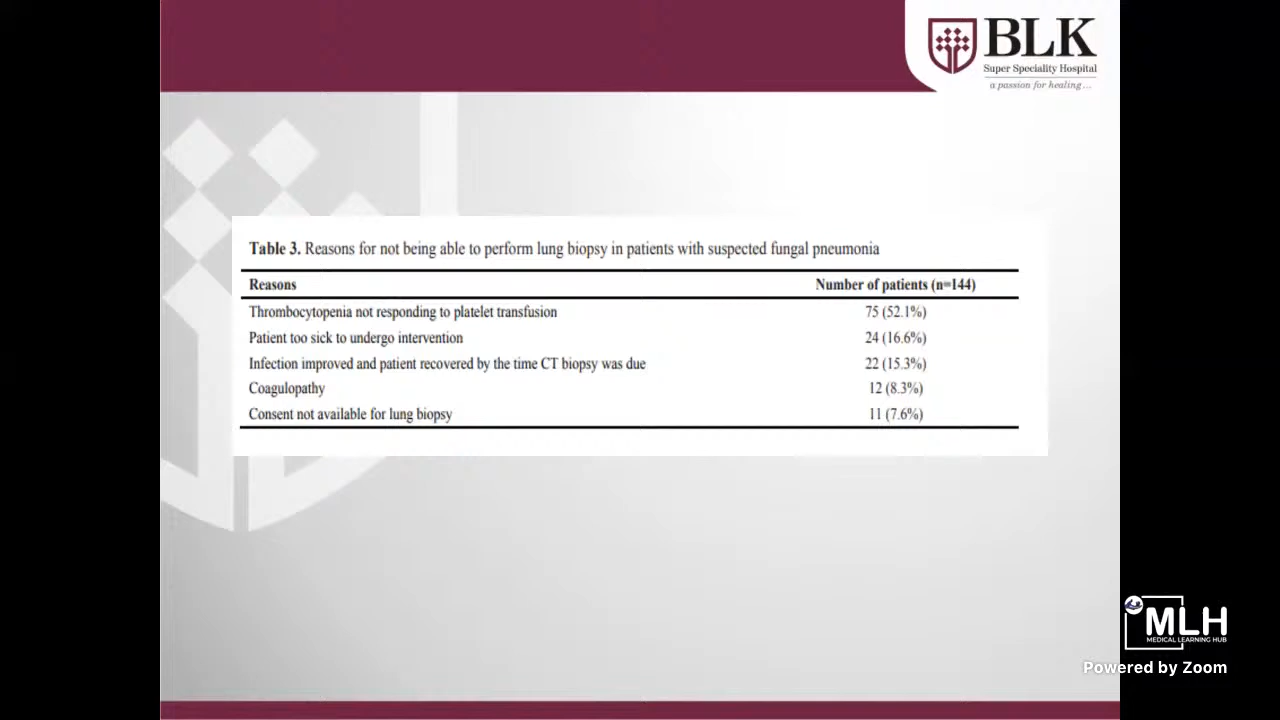 BLK
Super Speciality Hospital
a passion for healing...
Table 3. Reasons for not being able to perform lung biopsy in patients with suspected fungal pneumonia
Reasons Number of patients (n=144)
Thrombocytopenia not responding to platelet transfusion 75 (52.1%)
Patient too sick to undergo intervention 24 (16.6%)
Infection improved and patient recovered by the time CT biopsy was due 22 (15.3%)
Coagulopathy 12 (8.3%)
Consent not available for lung biopsy 11 (7.6%)
MLH
MEDICAL LEARNING HUB
Powered by Zoom